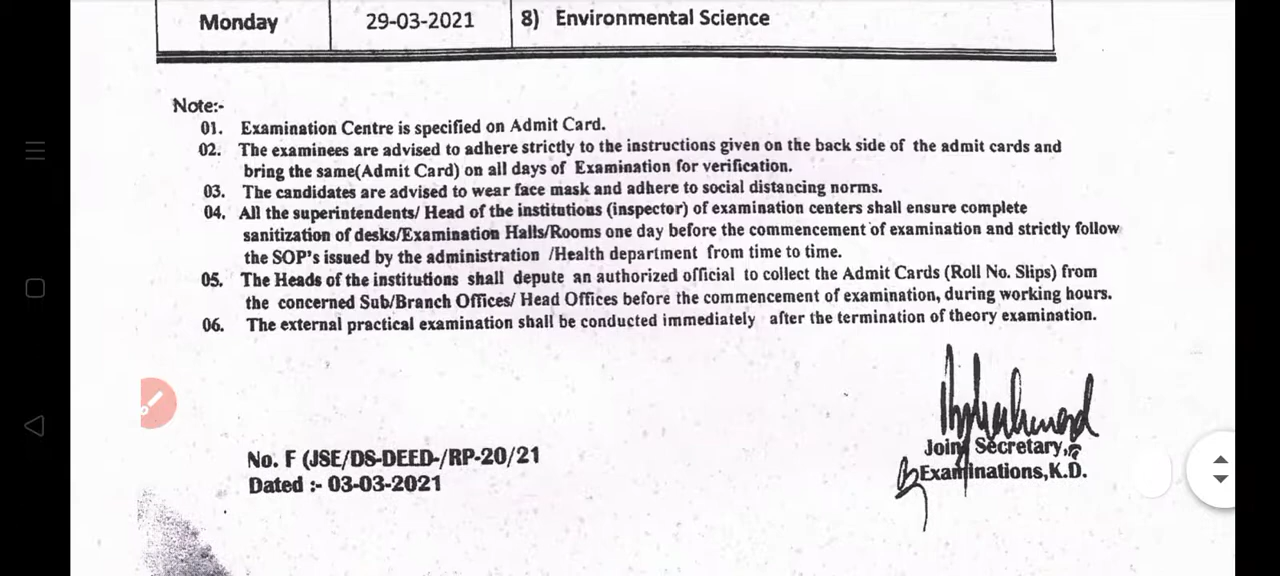 Monday 29-03-2021 8) Environmental Science
Note:-
01. Examination Centre is specified on Admit Card.
02. The examinees are advised to adhere strictly to the instructions given on the back side of the admit cards and
bring the same(Admit Card) on all days of Examination for verification.
03. The candidates are advised to wear face mask and adhere to social distancing norms.
04. All the superintendents/ Head of the institutions (inspector) of examination centers shall ensure complete
sanitization of desks/Examination Halls/Rooms one day before the commencement of examination and strictly follow
the SOP's issued by the administration /Health department from time to time.
05. The Heads of the institutions shall depute an authorized official to collect the Admit Cards (Roll No. Slips) from
the concerned Sub/Branch Offices/ Head Offices before the commencement of examination, during working hours.
06. The external practical examination shall be conducted immediately after the termination of theory examination.
Joint Secretary,
Examinations,K.D.
No. F (JSE/DS-DEED-/RP-20/21
Dated :- 03-03-2021